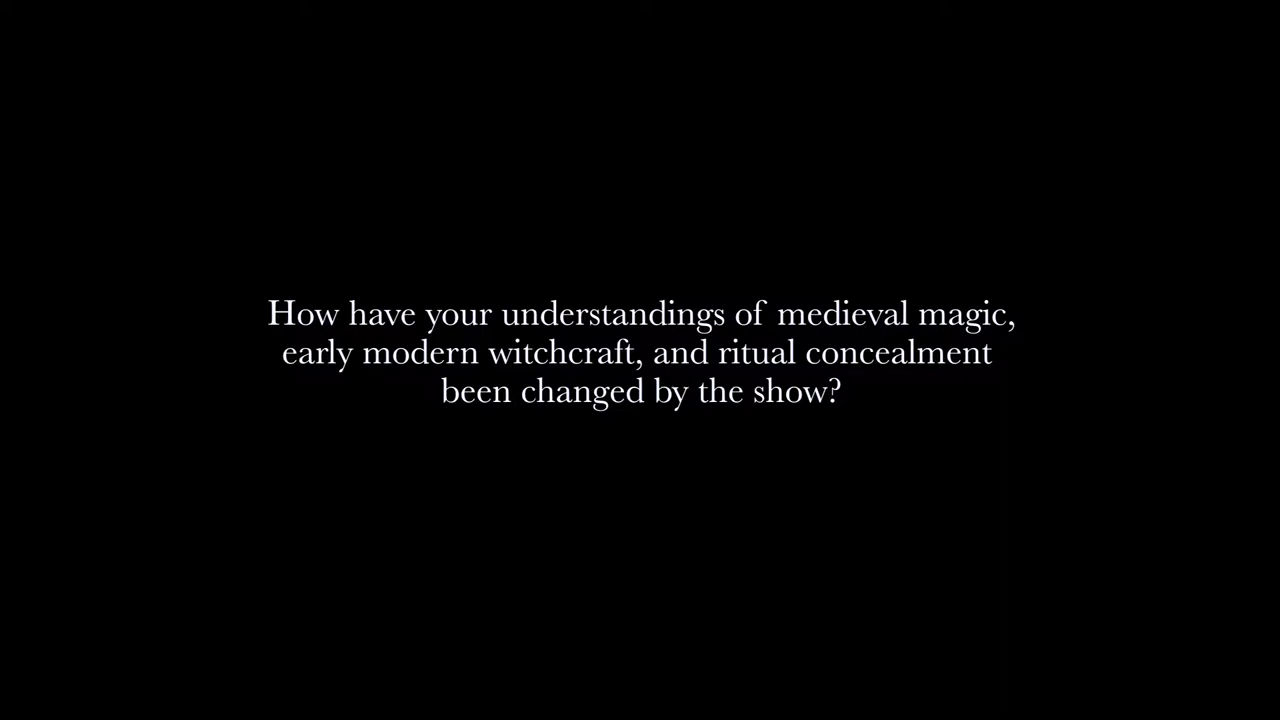 How have your understandings of medieval magic,
early modern witchcraft, and ritual concealment
been changed by the show?